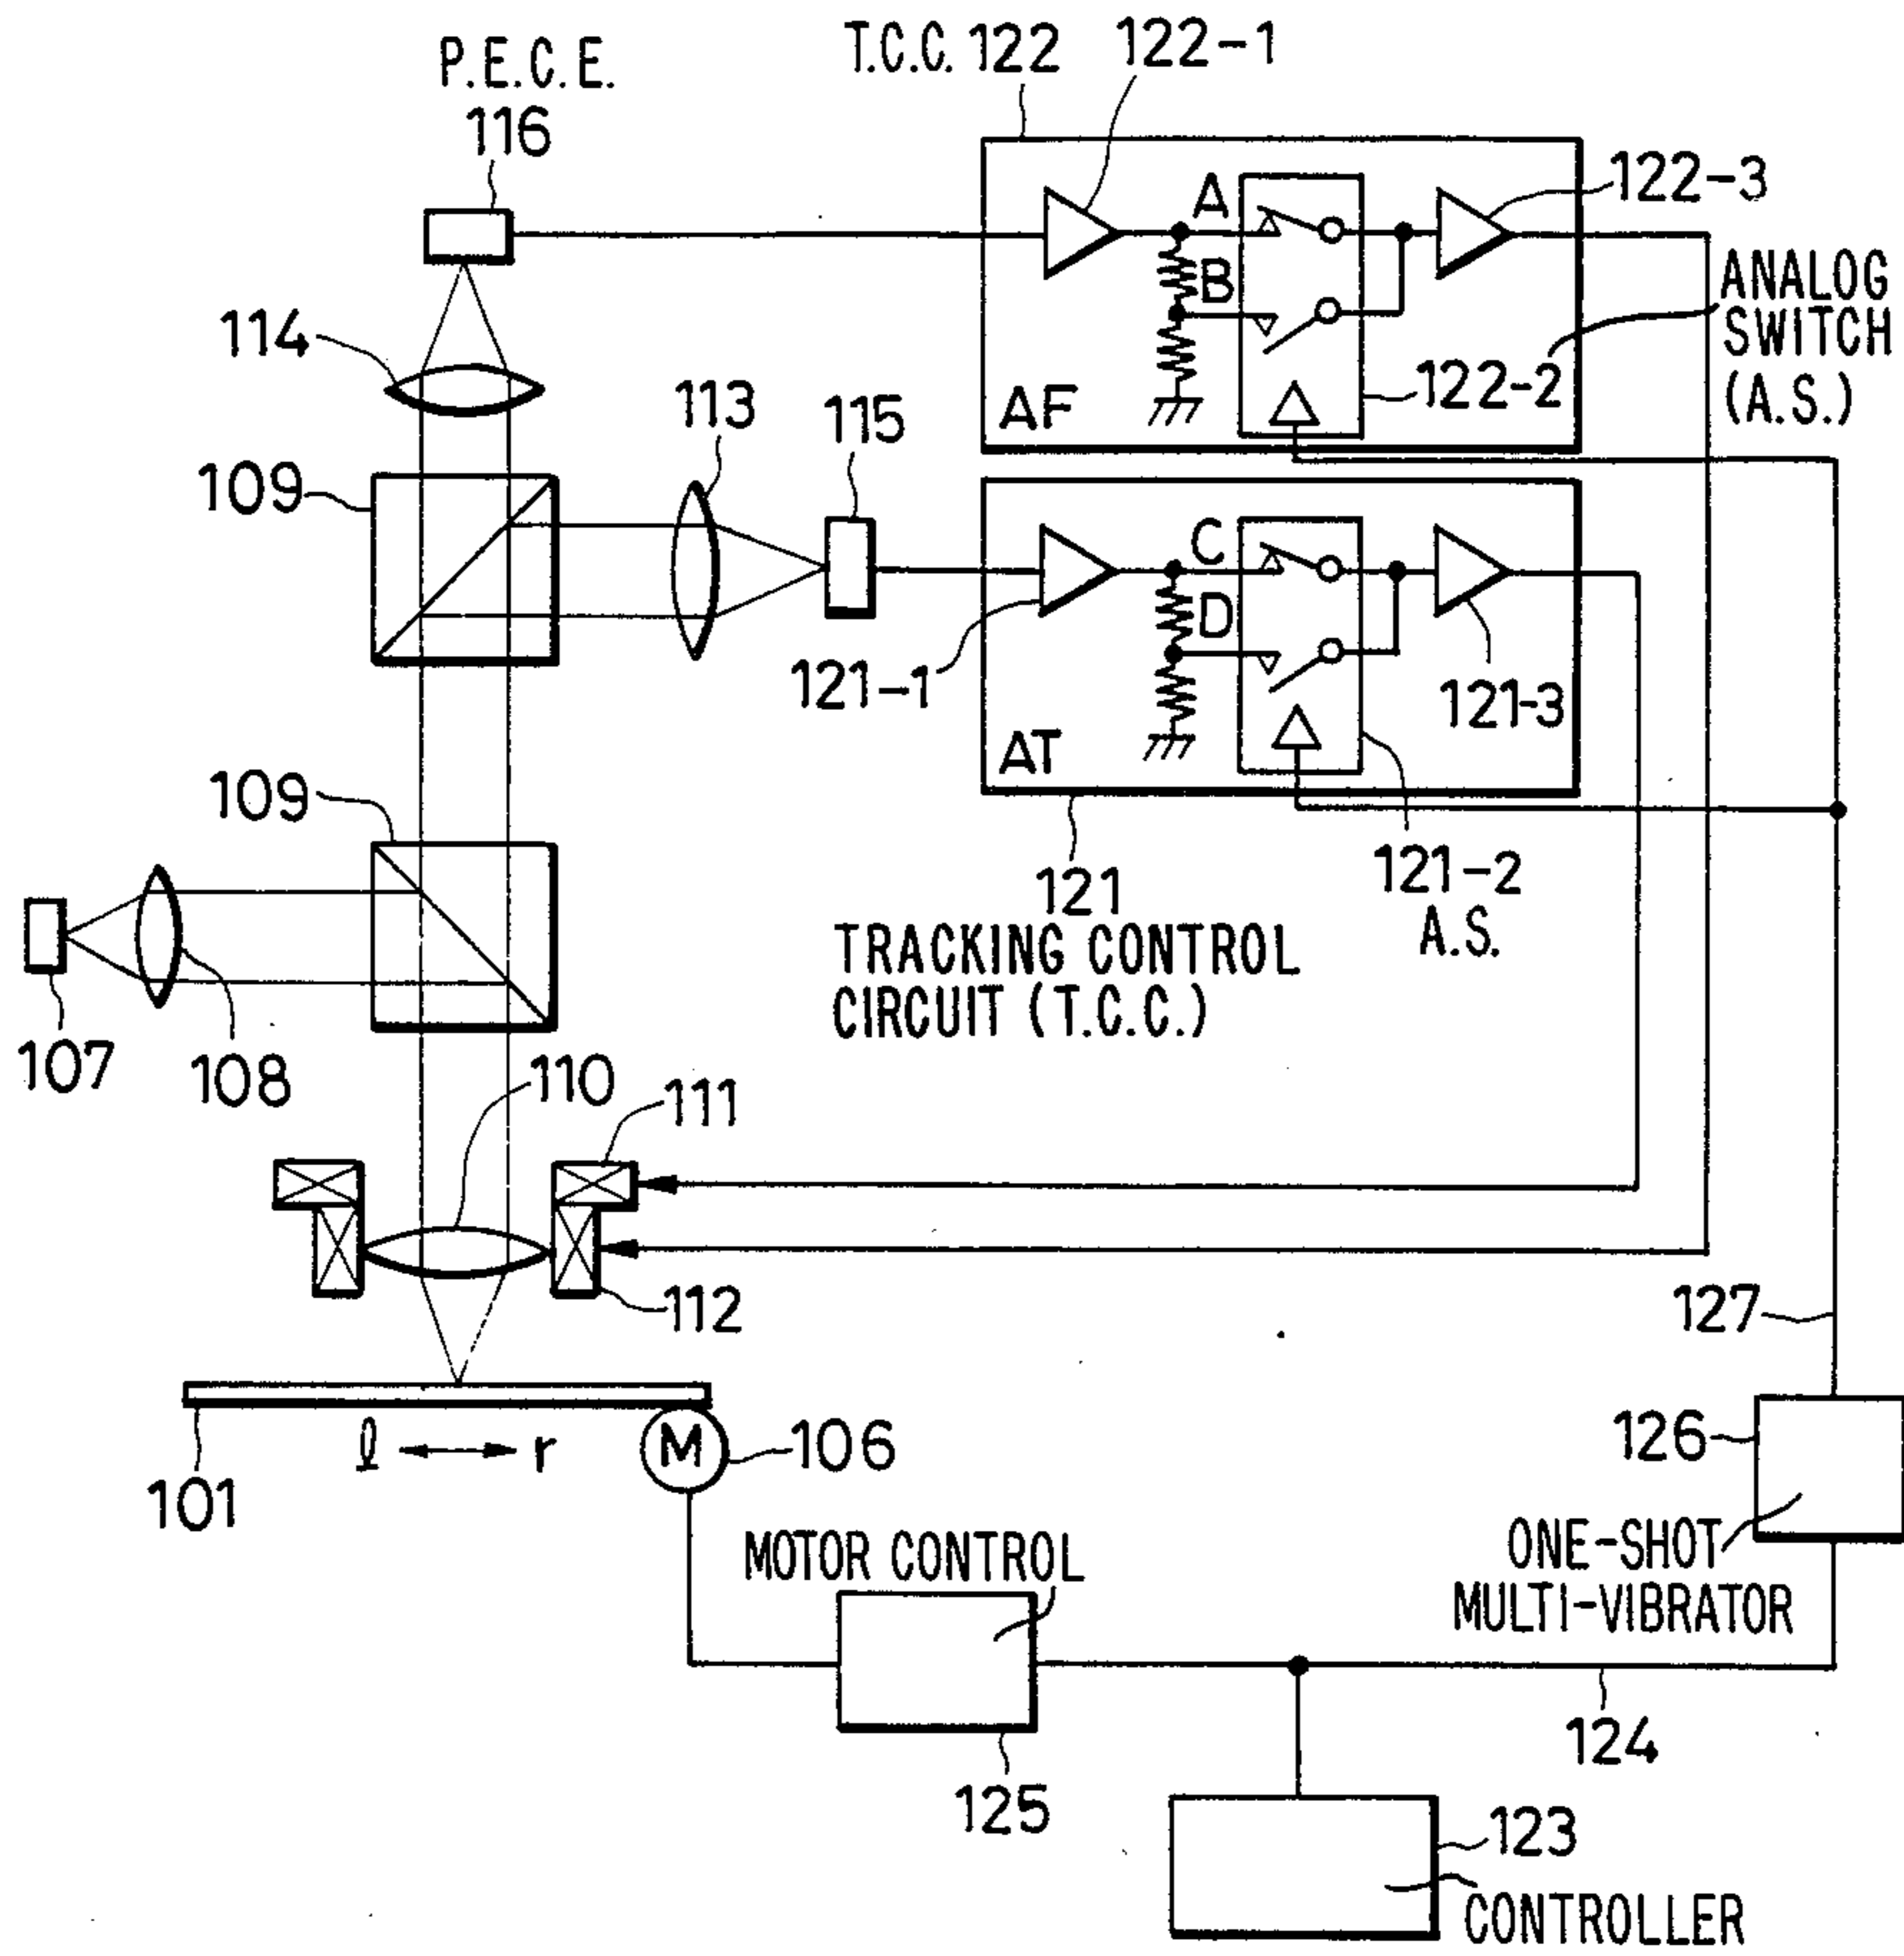 P.E.C.E.
116
T.C.C. 122
122-1
122-3
A
B
AF
122-2
ANALOG
SWITCH
(A.S.)
114
113
115
109
C
D
121-1
121-3
AT
109
121
121-2
A.S.
TRACKING CONTROL
CIRCUIT (T.C.C.)
107
108
110
111
112
127
101
ℓ
r
M
106
126
ONE-SHOT
MULTI-VIBRATOR
MOTOR CONTROL
125
124
123
CONTROLLER